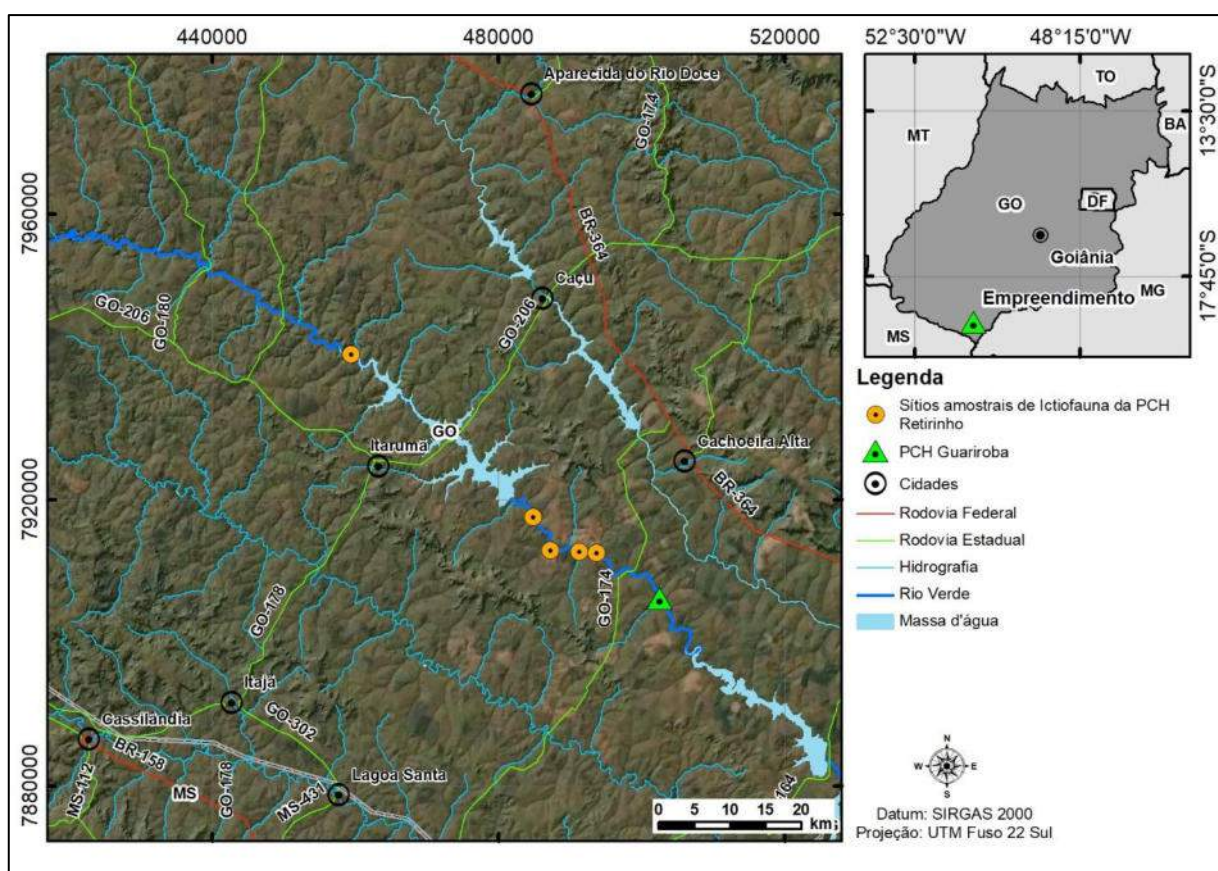 440000
480000
520000
52°30'0"W
48°15'0"W
Aparecida do Rio Doce
GO-174
TO
MT
BA
13°30'0"S
7960000
BR-364
GO
DF
Goiânia
Caçu
GO-206
GO-180
GO-206
MG
17°45'0"S
Empreendimento
MS
Legenda
Sítios amostrais de Ictiofauna da PCH
Retirinho
PCH Guariroba
Cidades
Rodovia Federal
Rodovia Estadual
Hidrografia
Rio Verde
Massa d'água
GO
Itarumã
Cachoeira Alta
BR-364
7920000
GO-178
GO-174
Itajá
GO-302
Cassilândia
BR-158
MS-112
GO-178
MS
Lagoa Santa
MS-437
7880000
164
0 5 10 15 20
km
N
W E
S
Datum: SIRGAS 2000
Projeção: UTM Fuso 22 Sul